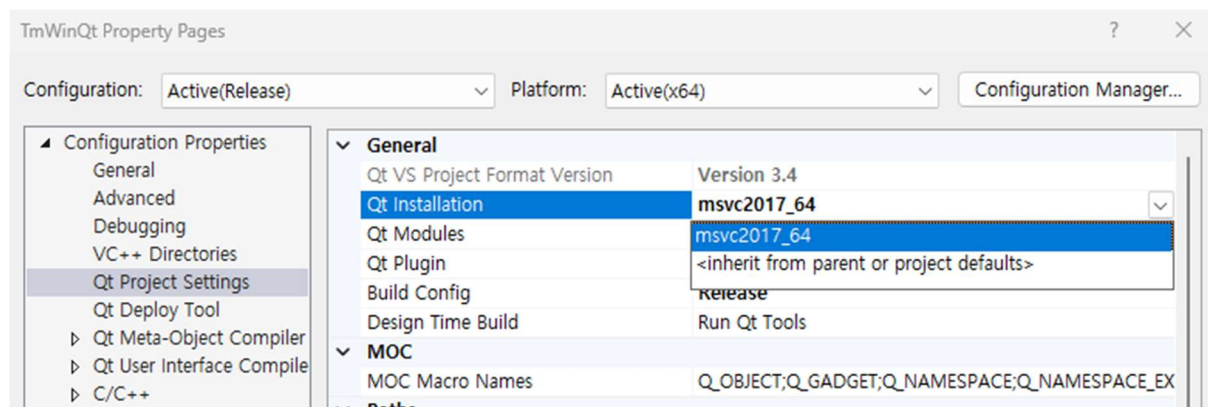 TmWinQt Property Pages
Configuration: Active(Release) Platform: Active(x64) Configuration Manager...
Configuration Properties
General
Advanced
Debugging
VC++ Directories
Qt Project Settings
Qt Deploy Tool
Qt Meta-Object Compiler
Qt User Interface Compile
C/C++
General
Qt VS Project Format Version Version 3.4
Qt Installation msvc2017_64
Qt Modules msvc2017_64
Qt Plugin <inherit from parent or project defaults>
Build Config Release
Design Time Build Run Qt Tools
MOC
MOC Macro Names Q_OBJECT;Q_GADGET;Q_NAMESPACE;Q_NAMESPACE_EX